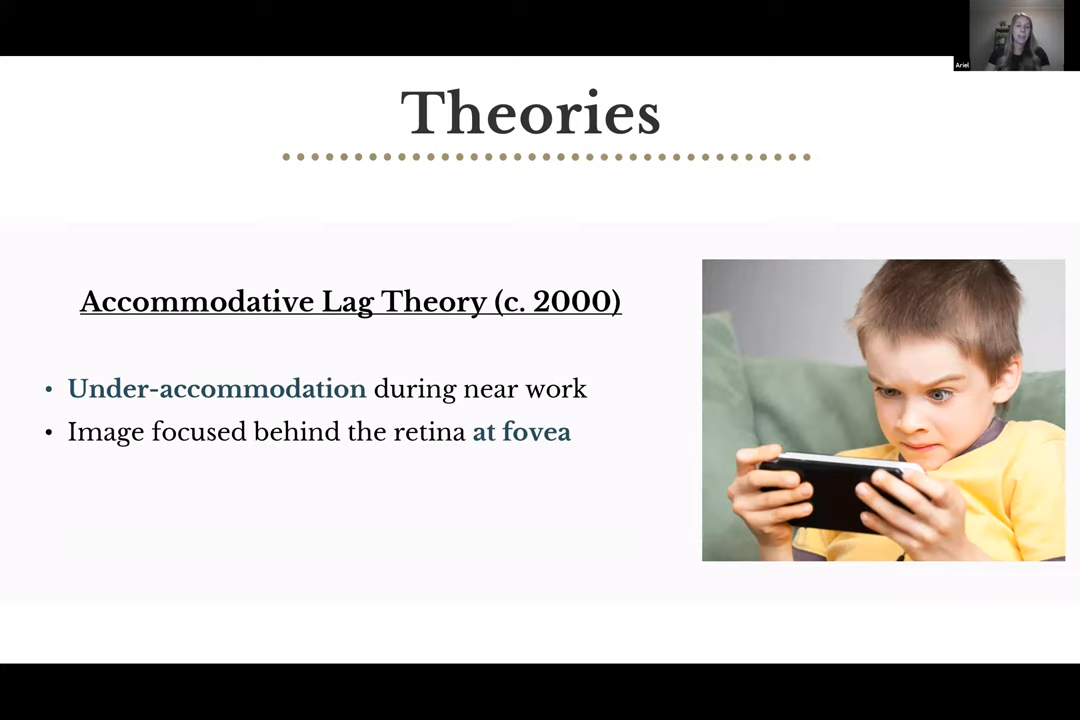 Ariel
Theories
Accommodative Lag Theory (c. 2000)
• Under-accommodation during near work
• Image focused behind the retina at fovea